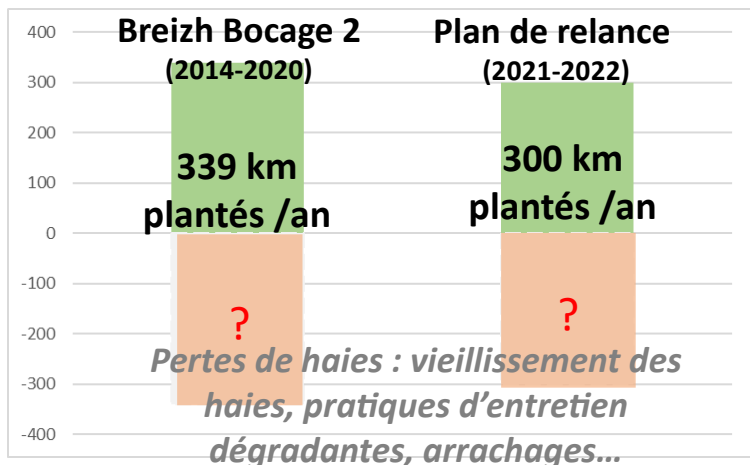 400
300
200
100
0
-100
-200
-300
-400
Breizh Bocage 2
(2014-2020)
339 km
plantés /an
?
Plan de relance
(2021-2022)
300 km
plantés /an
?
Pertes de haies : vieillissement des
haies, pratiques d’entretien
dégradantes, arrachages…